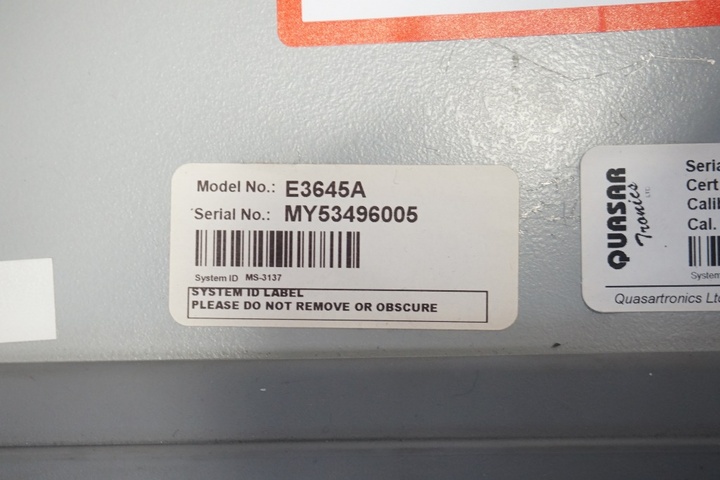 Model No.: E3645A
Serial No.: MY53496005
System ID MS-3137
SYSTEM ID LABEL
PLEASE DO NOT REMOVE OR OBSCURE
QUASAR
Tronics LTD.
Seria
Cert
Calib
Cal.
System
Quasartronics Ltd